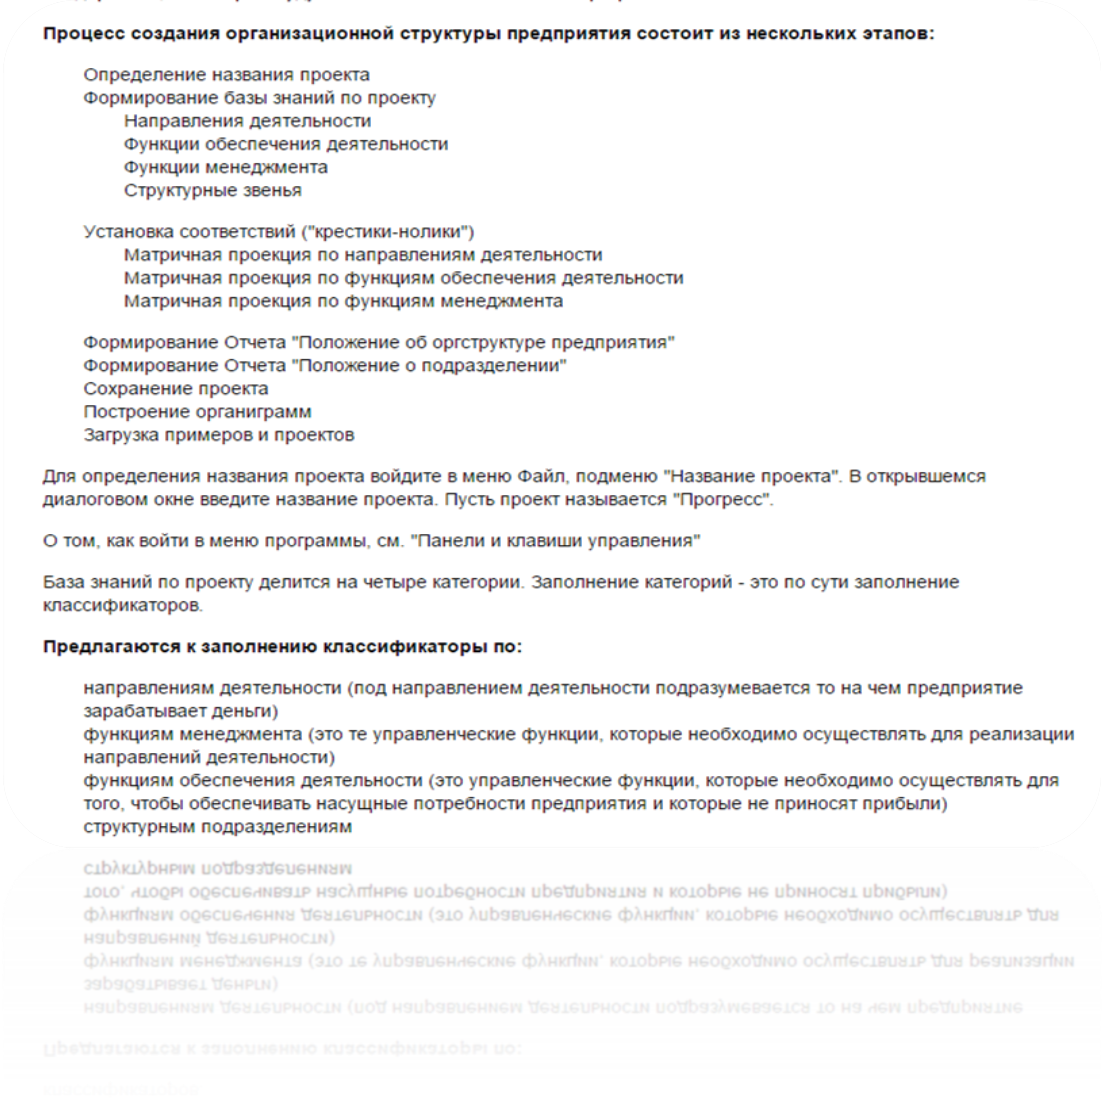 Процесс создания организационной структуры предприятия состоит из нескольких этапов:
Определение названия проекта
Формирование базы знаний по проекту
Направления деятельности
Функции обеспечения деятельности
Функции менеджмента
Структурные звенья
Установка соответствий ("крестики-нолики")
Матричная проекция по направлениям деятельности
Матричная проекция по функциям обеспечения деятельности
Матричная проекция по функциям менеджмента
Формирование Отчета "Положение об оргструктуре предприятия"
Формирование Отчета "Положение о подразделении"
Сохранение проекта
Построение органиграмм
Загрузка примеров и проектов
Для определения названия проекта войдите в меню Файл, подменю "Название проекта". В открывшемся
диалоговом окне введите название проекта. Пусть проект называется "Прогресс".
О том, как войти в меню программы, см. "Панели и клавиши управления"
База знаний по проекту делится на четыре категории. Заполнение категорий - это по сути заполнение
классификаторов.
Предлагаются к заполнению классификаторы по:
направлениям деятельности (под направлением деятельности подразумевается то на чем предприятие
зарабатывает деньги)
функциям менеджмента (это те управленческие функции, которые необходимо осуществлять для реализации
направлений деятельности)
функциям обеспечения деятельности (это управленческие функции, которые необходимо осуществлять для
того, чтобы обеспечивать насущные потребности предприятия и которые не приносят прибыли)
структурным подразделениям